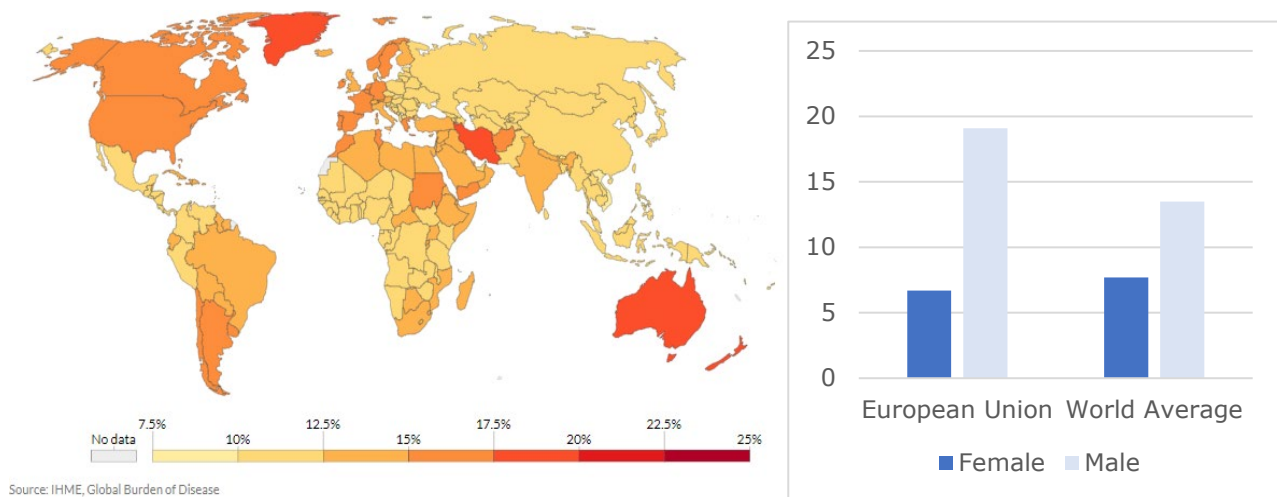 7.5% 12.5% 17.5% 22.5%
No data 10% 15% 20% 25%
Source: IHME, Global Burden of Disease
25
20
15
10
5
0
European Union World Average
Female Male